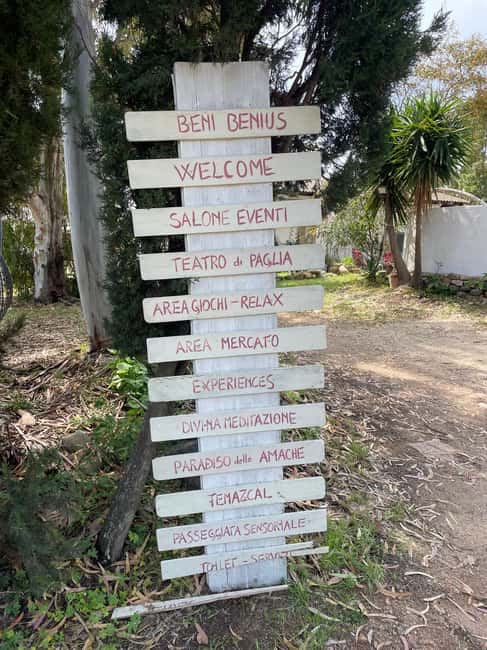 BENI BENIUS
WELCOME
SALONE EVENTI
TEATRO di PAGLIA
AREA GIOCHI - RELAX
AREA MERCATO
EXPERIENCES
DIVINA MEDITAZIONE
PARADISO delle AMACHE
TEMAZCAL
PASSEGGIATA SENSORIALE
TOILET - SERVIZI